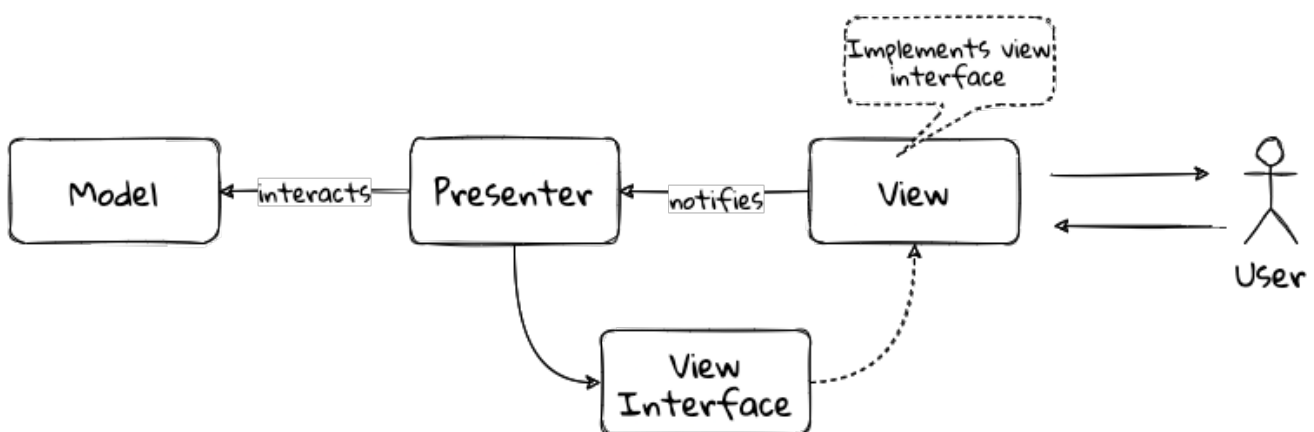 Implements view
interface
Model
interacts
Presenter
notifies
View
User
View
Interface